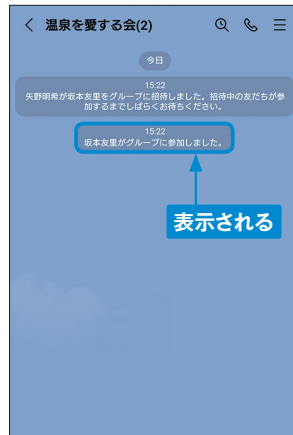 温泉を愛する会(2)
今日
15:22
矢野明希が坂本友里をグループに招待しました。招待中の友だちが参
加するまでしばらくお待ちください。
15:22
坂本友里がグループに参加しました。
表示される